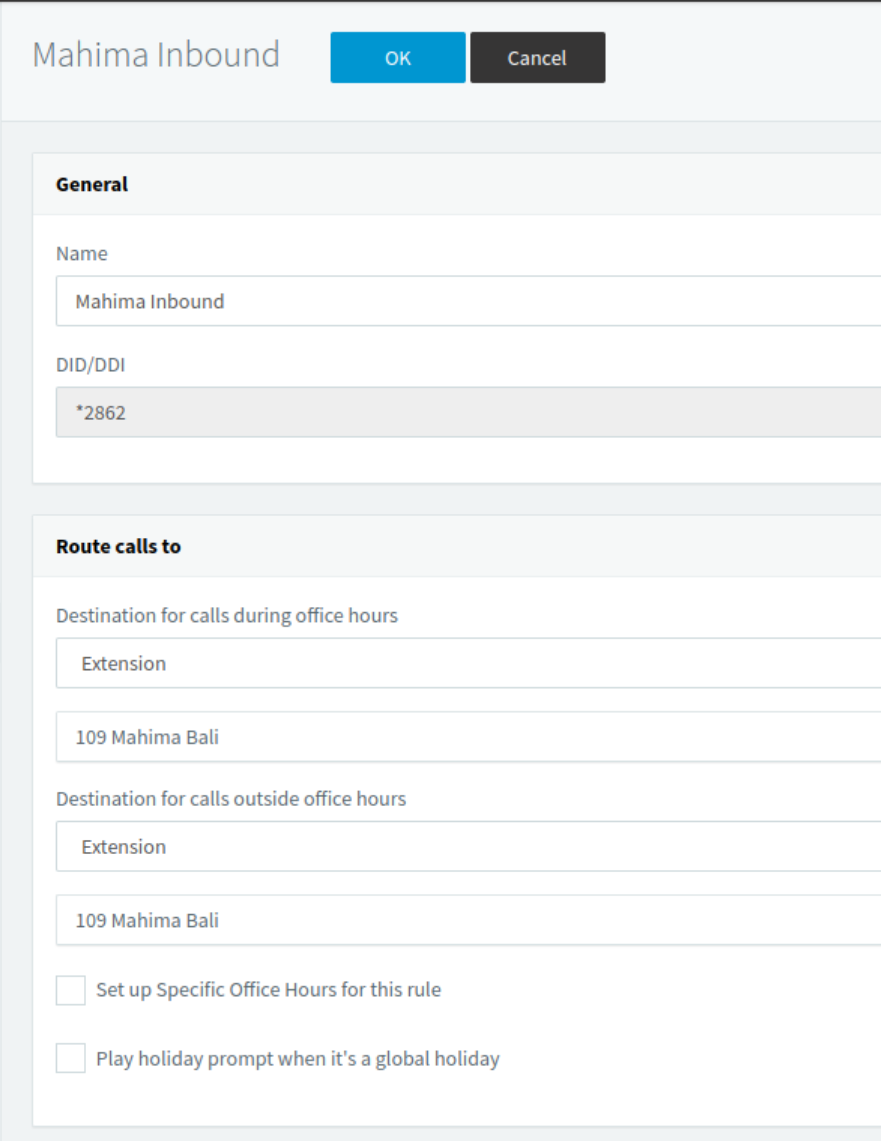 Mahima Inbound
OK
Cancel
General
Name
Mahima Inbound
DID/DDI
*2862
Route calls to
Destination for calls during office hours
Extension
109 Mahima Bali
Destination for calls outside office hours
Extension
109 Mahima Bali
Set up Specific Office Hours for this rule
Play holiday prompt when it's a global holiday